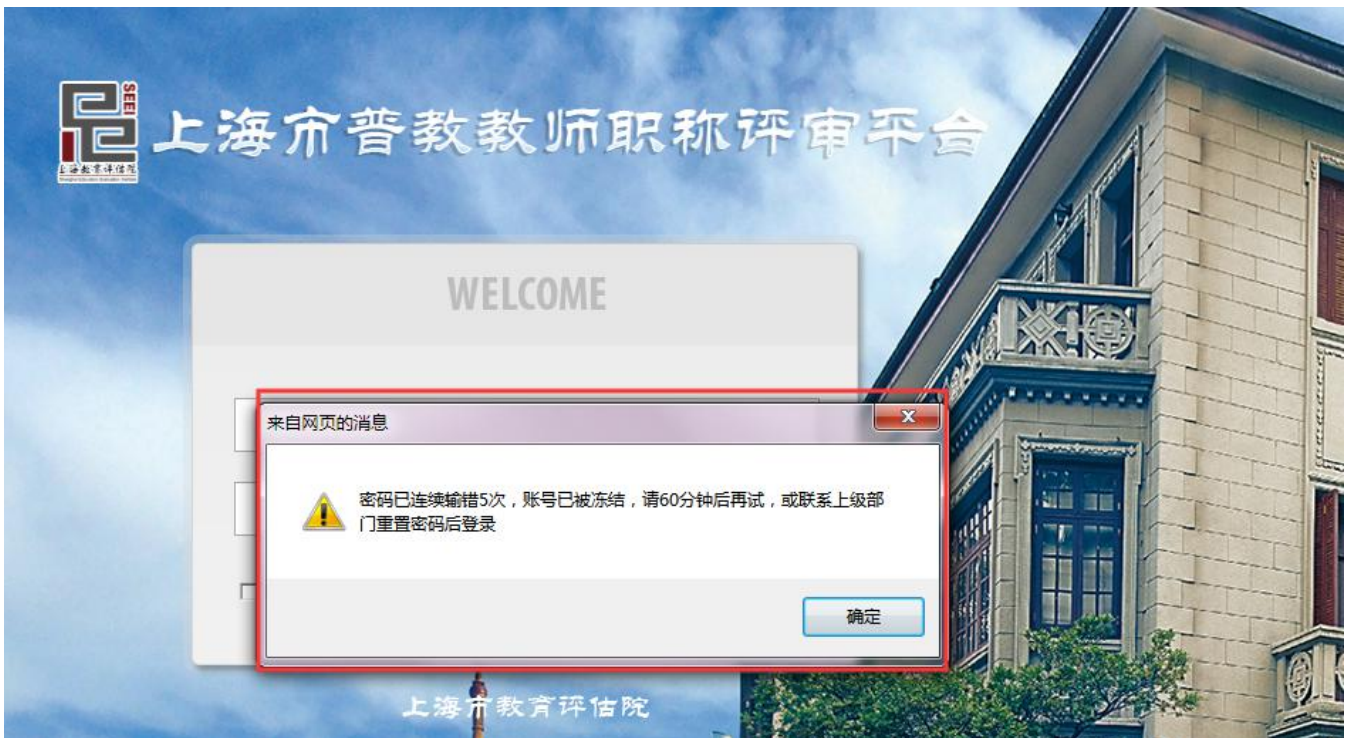 SEEI
上海教育评估院
上海市普教教师职称评审平台
WELCOME
来自网页的消息
密码已连续输错5次，账号已被冻结，请60分钟后再试，或联系上级部
门重置密码后登录
确定
上海市教育评估院